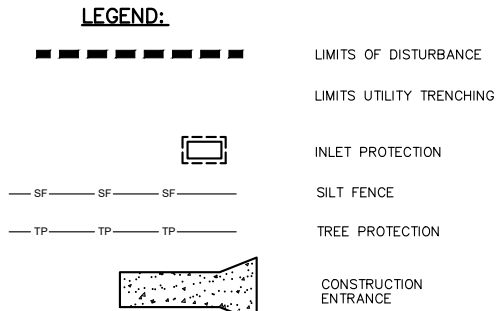 LEGEND:
LIMITS OF DISTURBANCE
LIMITS UTILITY TRENCHING
INLET PROTECTION
SF SF SF SILT FENCE
TP TP TP TREE PROTECTION
CONSTRUCTION
ENTRANCE